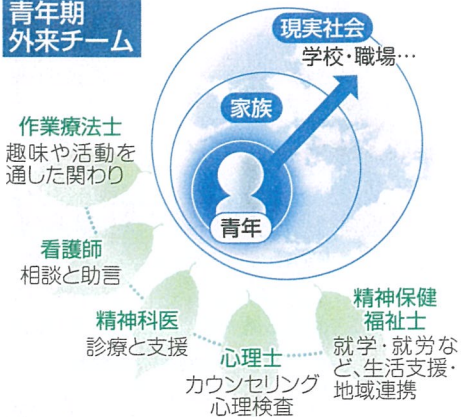 青年期
外来チーム
現実社会
学校・職場…
家族
青年
作業療法士
趣味や活動を
通した関わり
看護師
相談と助言
精神科医
診療と支援
心理士
カウンセリング
心理検査
精神保健
福祉士
就学・就労な
ど、生活支援・
地域連携